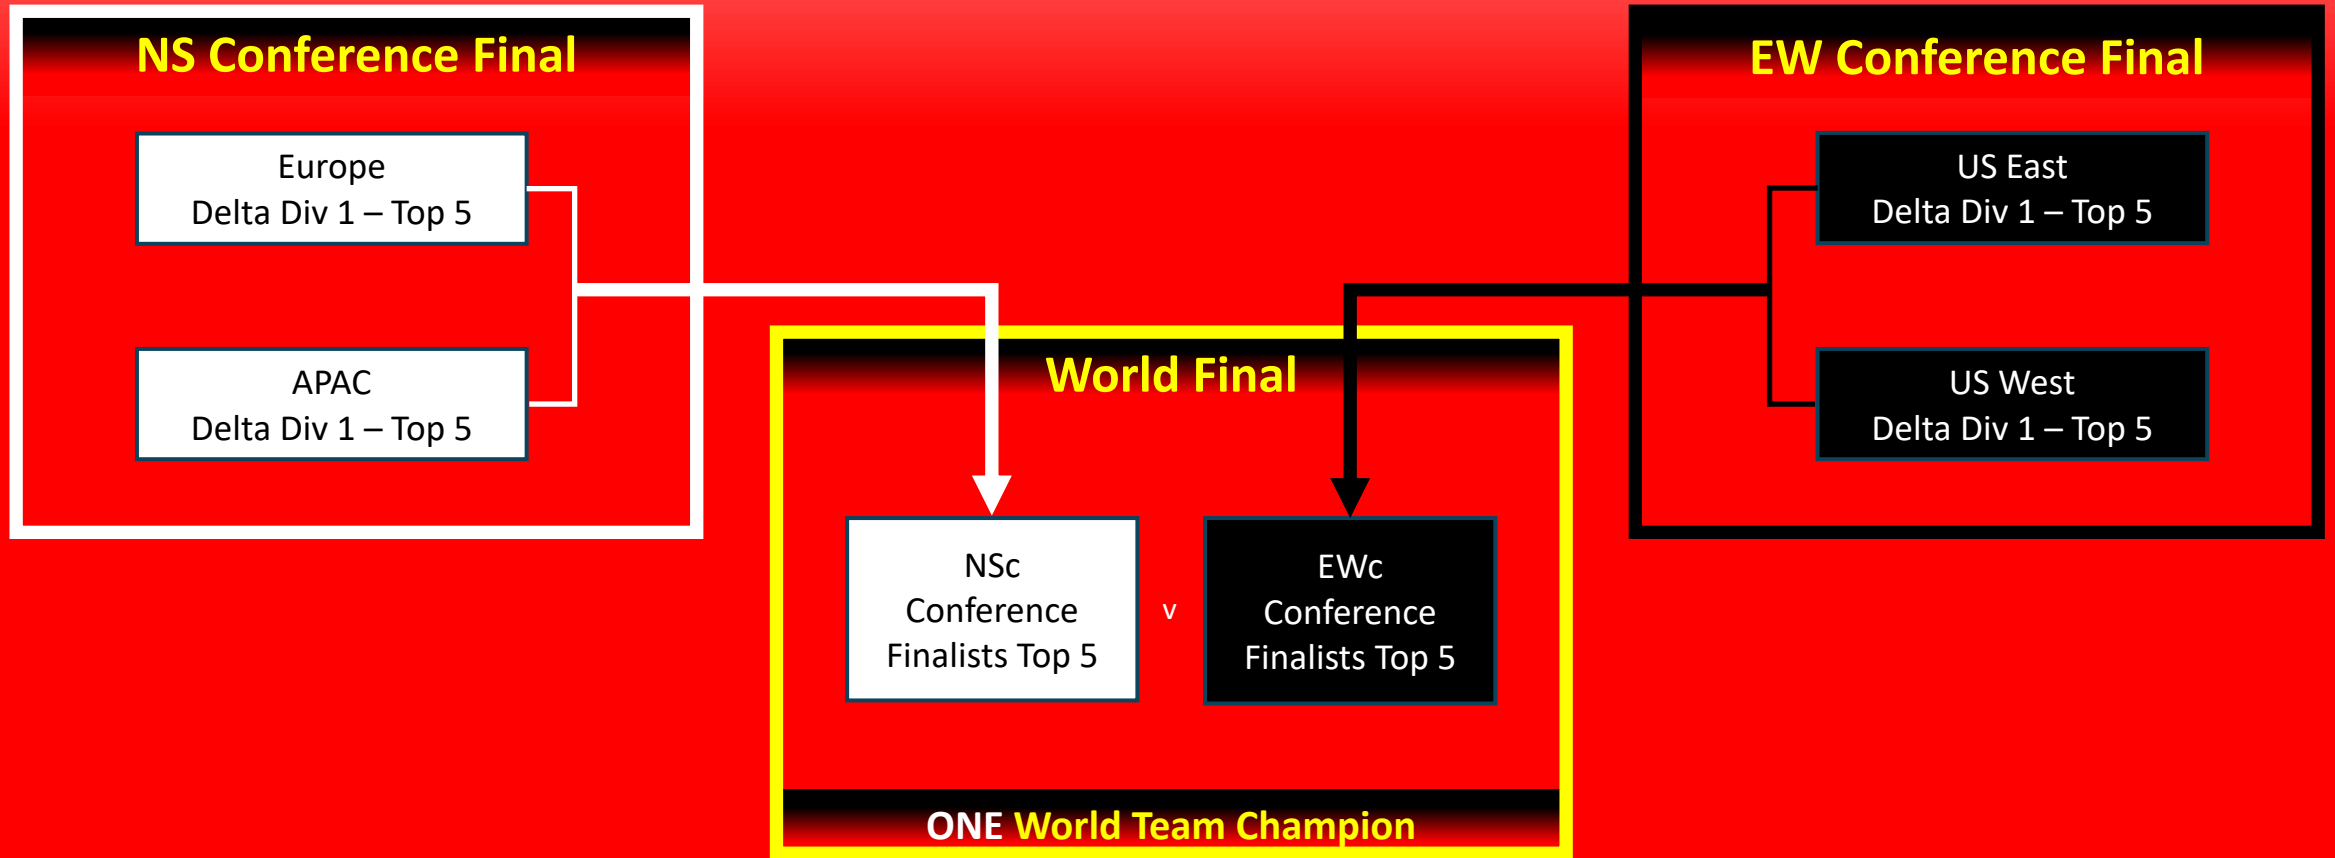 NS Conference Final
Europe
Delta Div 1 – Top 5
APAC
Delta Div 1 – Top 5
EW Conference Final
US East
Delta Div 1 – Top 5
US West
Delta Div 1 – Top 5
World Final
NSc
Conference
Finalists Top 5
v
EWc
Conference
Finalists Top 5
ONE World Team Champion